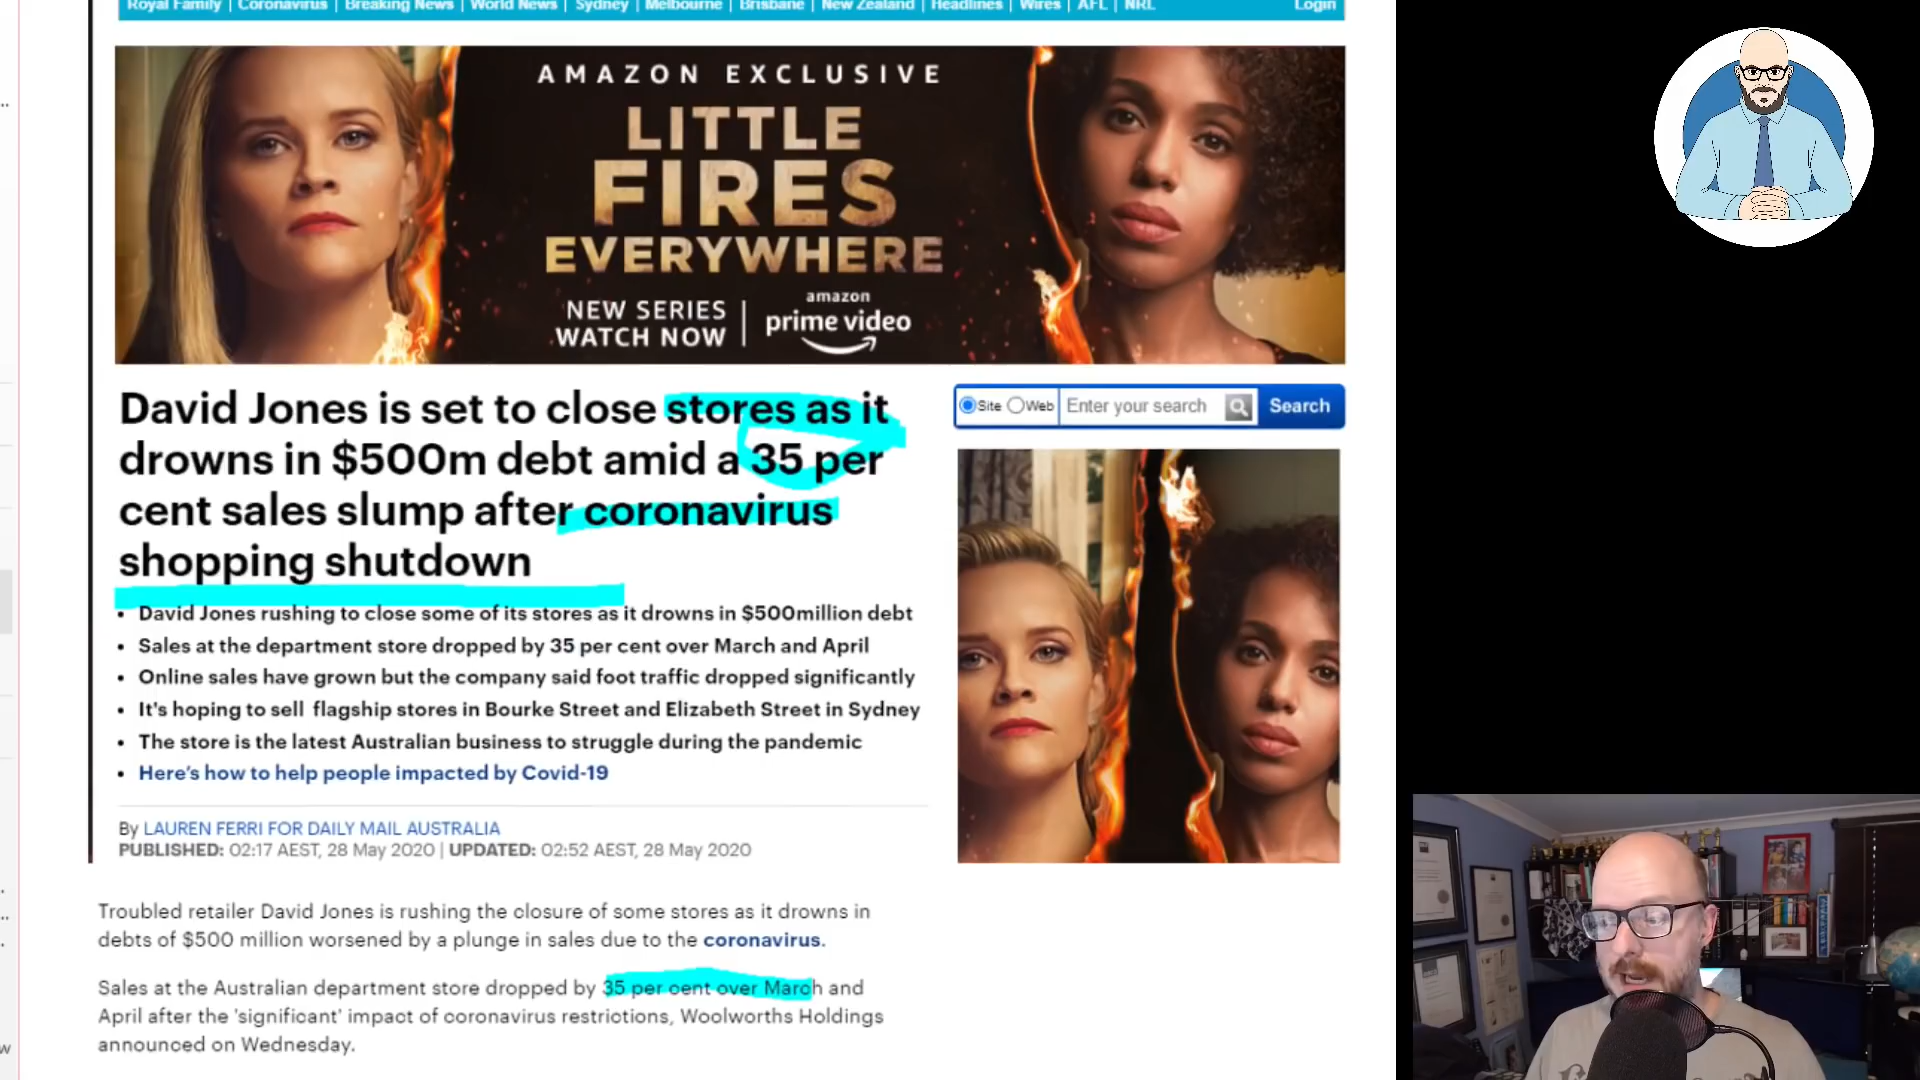 Royal Family | Coronavirus | Breaking News | World News | Sydney | Melbourne | Brisbane | New Zealand | Headlines | Wires | AFL | NRL Login
AMAZON EXCLUSIVE
LITTLE
FIRES
EVERYWHERE
NEW SERIES
WATCH NOW
amazon
prime video
David Jones is set to close stores as it
drowns in $500m debt amid a 35 per
cent sales slump after coronavirus
shopping shutdown
Site Web Enter your search Search
• David Jones rushing to close some of its stores as it drowns in $500million debt
• Sales at the department store dropped by 35 per cent over March and April
• Online sales have grown but the company said foot traffic dropped significantly
• It's hoping to sell flagship stores in Bourke Street and Elizabeth Street in Sydney
• The store is the latest Australian business to struggle during the pandemic
• Here's how to help people impacted by Covid-19
By LAUREN FERRI FOR DAILY MAIL AUSTRALIA
PUBLISHED: 02:17 AEST, 28 May 2020 | UPDATED: 02:52 AEST, 28 May 2020
Troubled retailer David Jones is rushing the closure of some stores as it drowns in
debts of $500 million worsened by a plunge in sales due to the coronavirus.
Sales at the Australian department store dropped by 35 per cent over March and
April after the 'significant' impact of coronavirus restrictions, Woolworths Holdings
announced on Wednesday.